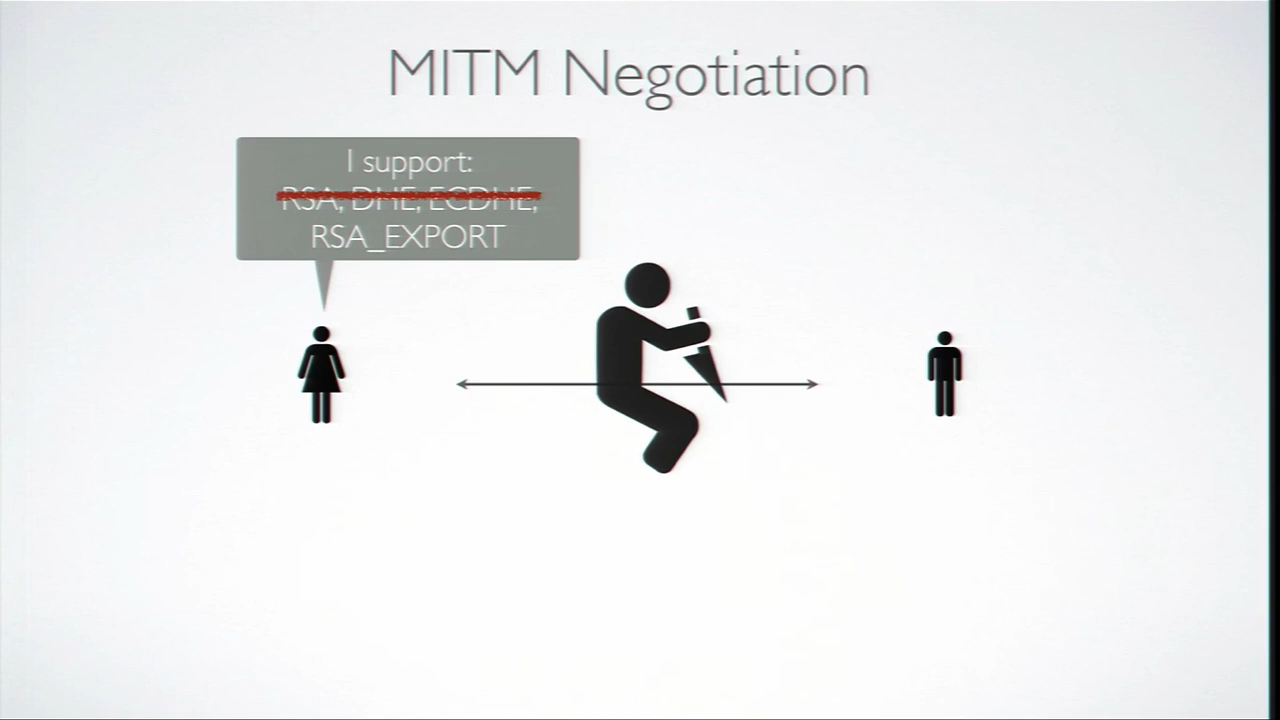 MITM Negotiation
I support:
RSA, DHE, ECDHE,
RSA_EXPORT